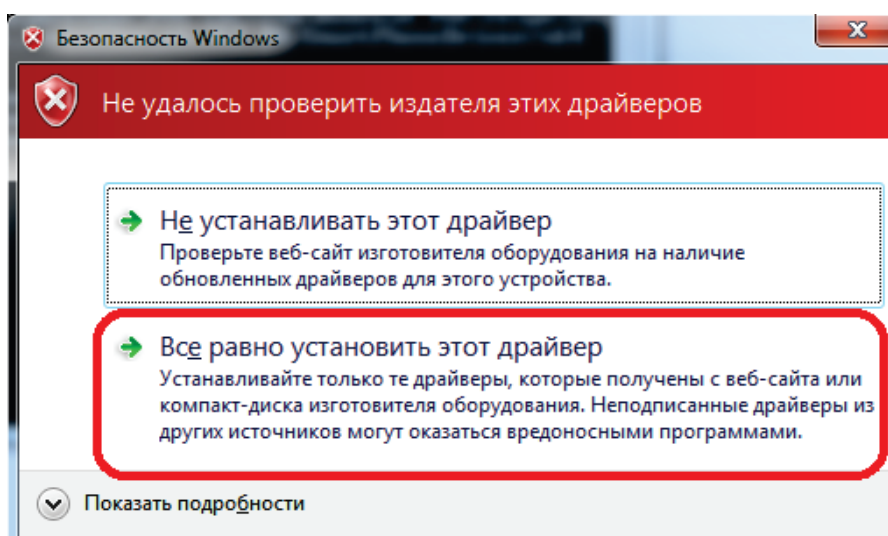 Безопасность Windows
Не удалось проверить издателя этих драйверов
Не устанавливать этот драйвер
Проверьте веб-сайт изготовителя оборудования на наличие
обновленных драйверов для этого устройства.
Все равно установить этот драйвер
Устанавливайте только те драйверы, которые получены с веб-сайта или
компакт-диска изготовителя оборудования. Неподписанные драйверы из
других источников могут оказаться вредоносными программами.
Показать подробности